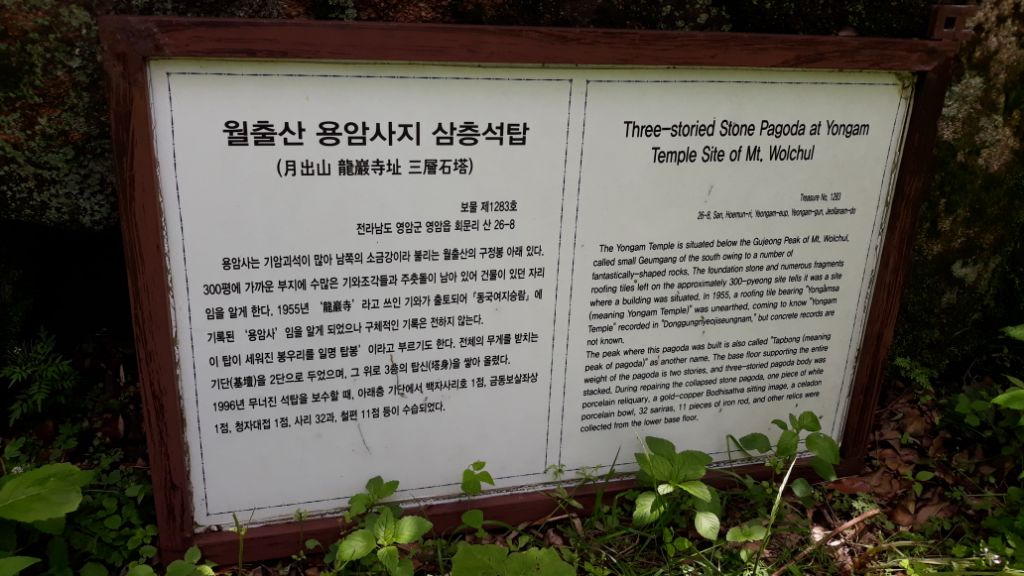 월출산 용암사지 삼층석탑
(月出山 龍巖寺址 三層石塔)
보물 제1283호
전라남도 영암군 영암읍 회문리 산 26-8
용암사는 기암괴석이 많아 남쪽의 소금강이라 불리는 월출산의 구정봉 아래 있다.
300평에 가까운 부지에 수많은 기와조각들과 주춧돌이 남아 있어 건물이 있던 자리
임을 알게 한다. 1955년 '龍巖寺' 라고 쓰인 기와가 출토되어 「동국여지승람」에
기록된 '용암사' 임을 알게 되었으나 구체적인 기록은 전하지 않는다.
이 탑이 세워진 봉우리를 일명 탑봉' 이라고 부르기도 한다. 전체의 무게를 받치는
기단(基壇)을 2단으로 두었으며, 그 위로 3층의 탑신(塔身)을 쌓아 올렸다.
1996년 무너진 석탑을 보수할 때, 아래층 기단에서 백자사리호 1점, 금동보살좌상
1점, 청자대접 1점, 사리 32과, 철편 11점 등이 수습되었다.
Three-storied Stone Pagoda at Yongam
Temple Site of Mt. Wolchul
Treasure No. 1283
26-8, San, Hoemun-ri, Yeongam-eup, Yeongam-gun, Jeollanam-do
The Yongam Temple is situated below the Gujeong Peak of Mt. Wolchul,
called small Geumgang of the south owing to a number of
fantastically-shaped rocks. The foundation stone and numerous fragments
roofing tiles left on the approximately 300-pyeong site tells it was a site
where a building was situated. In 1955, a roofing tile bearing "Yongamsa
(meaning Yongam Temple)" was unearthed, coming to know "Yongam
Temple" recorded in "Donggungnyeojiseungnam," but concrete records are
not known.
The peak where this pagoda was built is also called "Tapbong (meaning
peak of pagoda)" as another name. The base floor supporting the entire
weight of the pagoda is two stories, and three-storied pagoda body was
stacked. During repairing the collapsed stone pagoda, one piece of while
porcelain reliquary, a gold-copper Bodhisattva sitting image, a celadon
porcelain bowl, 32 sariras, 11 pieces of iron rod, and other relics were
collected from the lower base floor.